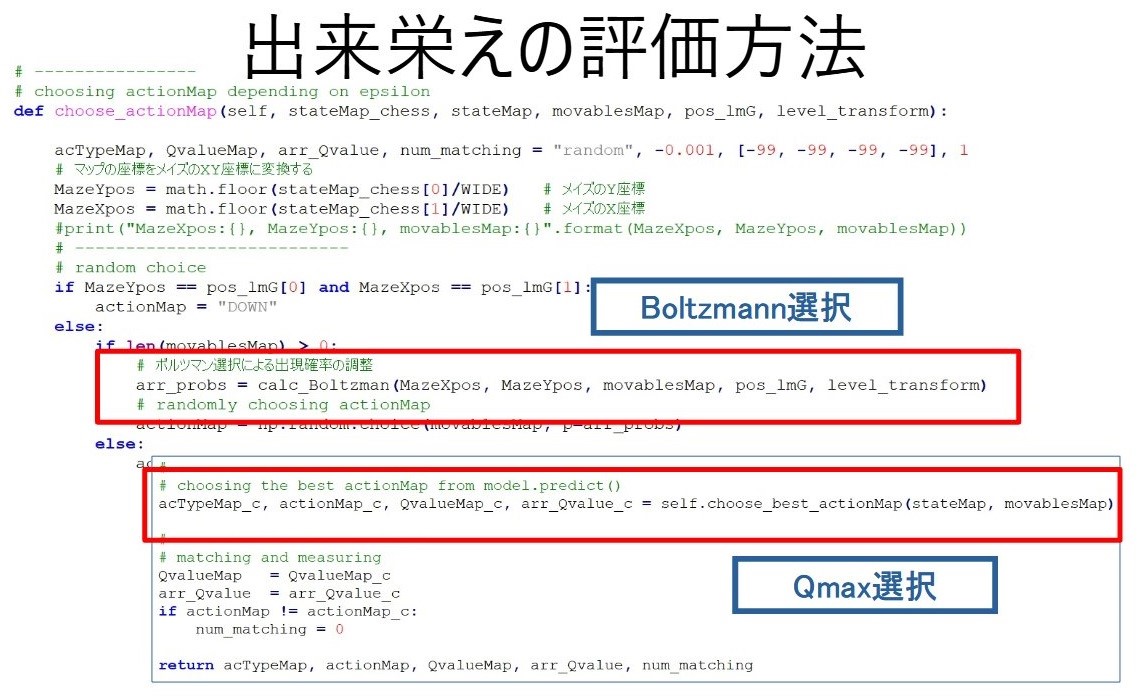 出来栄えの評価方法
# ----------------
# choosing actionMap depending on epsilon
def choose_actionMap(self, stateMap_chess, stateMap, movablesMap, pos_lmG, level_transform):
acTypeMap, QvalueMap, arr_Qvalue, num_matching = "random", -0.001, [-99, -99, -99, -99], 1
# マップの座標をメイズのXY座標に変換する
MazeYpos = math.floor(stateMap_chess[0]/WIDE) # メイズのY座標
MazeXpos = math.floor(stateMap_chess[1]/WIDE) # メイズのX座標
#print("MazeXpos:{}, MazeYpos:{}, movablesMap:{}".format(MazeXpos, MazeYpos, movablesMap))
# ---------------------------
# random choice
if MazeYpos == pos_lmG[0] and MazeXpos == pos_lmG[1]:
actionMap = "DOWN"
Boltzmann選択
else:
if len(movablesMap) > 0:
# ボルツマン選択による出現確率の調整
arr_probs = calc_Boltzman(MazeXpos, MazeYpos, movablesMap, pos_lmG, level_transform)
# randomly choosing actionMap
actionMap = np.random.choice(movablesMap, p=arr_probs)
else:
ac
#
# choosing the best actionMap from model.predict()
acTypeMap_c, actionMap_c, QvalueMap_c, arr_Qvalue_c = self.choose_best_actionMap(stateMap, movablesMap)
#
# matching and measuring
QvalueMap = QvalueMap_c
arr_Qvalue = arr_Qvalue_c
if actionMap != actionMap_c:
num_matching = 0
Qmax選択
return acTypeMap, actionMap, QvalueMap, arr_Qvalue, num_matching